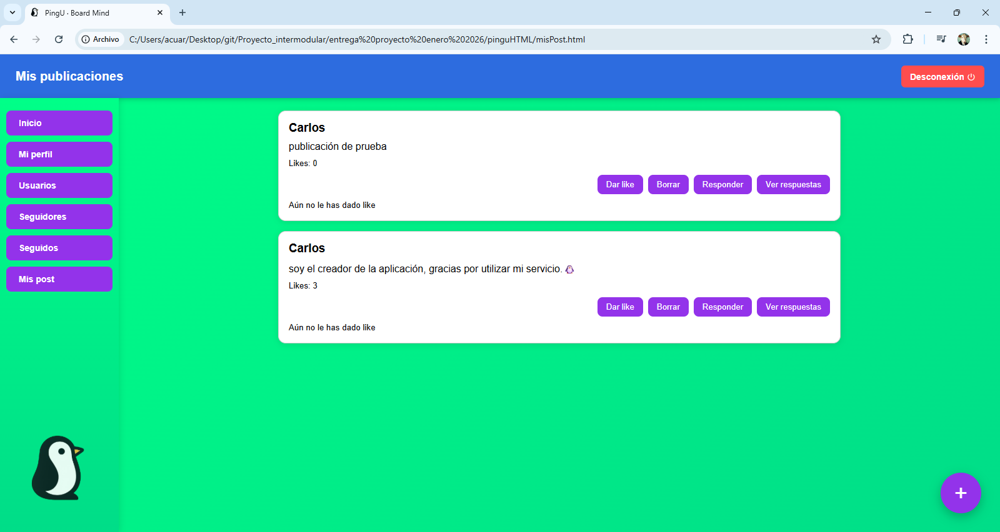 PingU · Board Mind
Archivo
C:/Users/acuar/Desktop/git/Proyecto_intermodular/entrega%20proyecto%20enero%202026/pinguHTML/misPost.html
Mis publicaciones
Desconexión
Inicio
Mi perfil
Usuarios
Seguidores
Seguidos
Mis post
Carlos
publicación de prueba
Likes: 0
Dar like Borrar Responder Ver respuestas
Aún no le has dado like
Carlos
soy el creador de la aplicación, gracias por utilizar mi servicio. 🐧
Likes: 3
Dar like Borrar Responder Ver respuestas
Aún no le has dado like
+